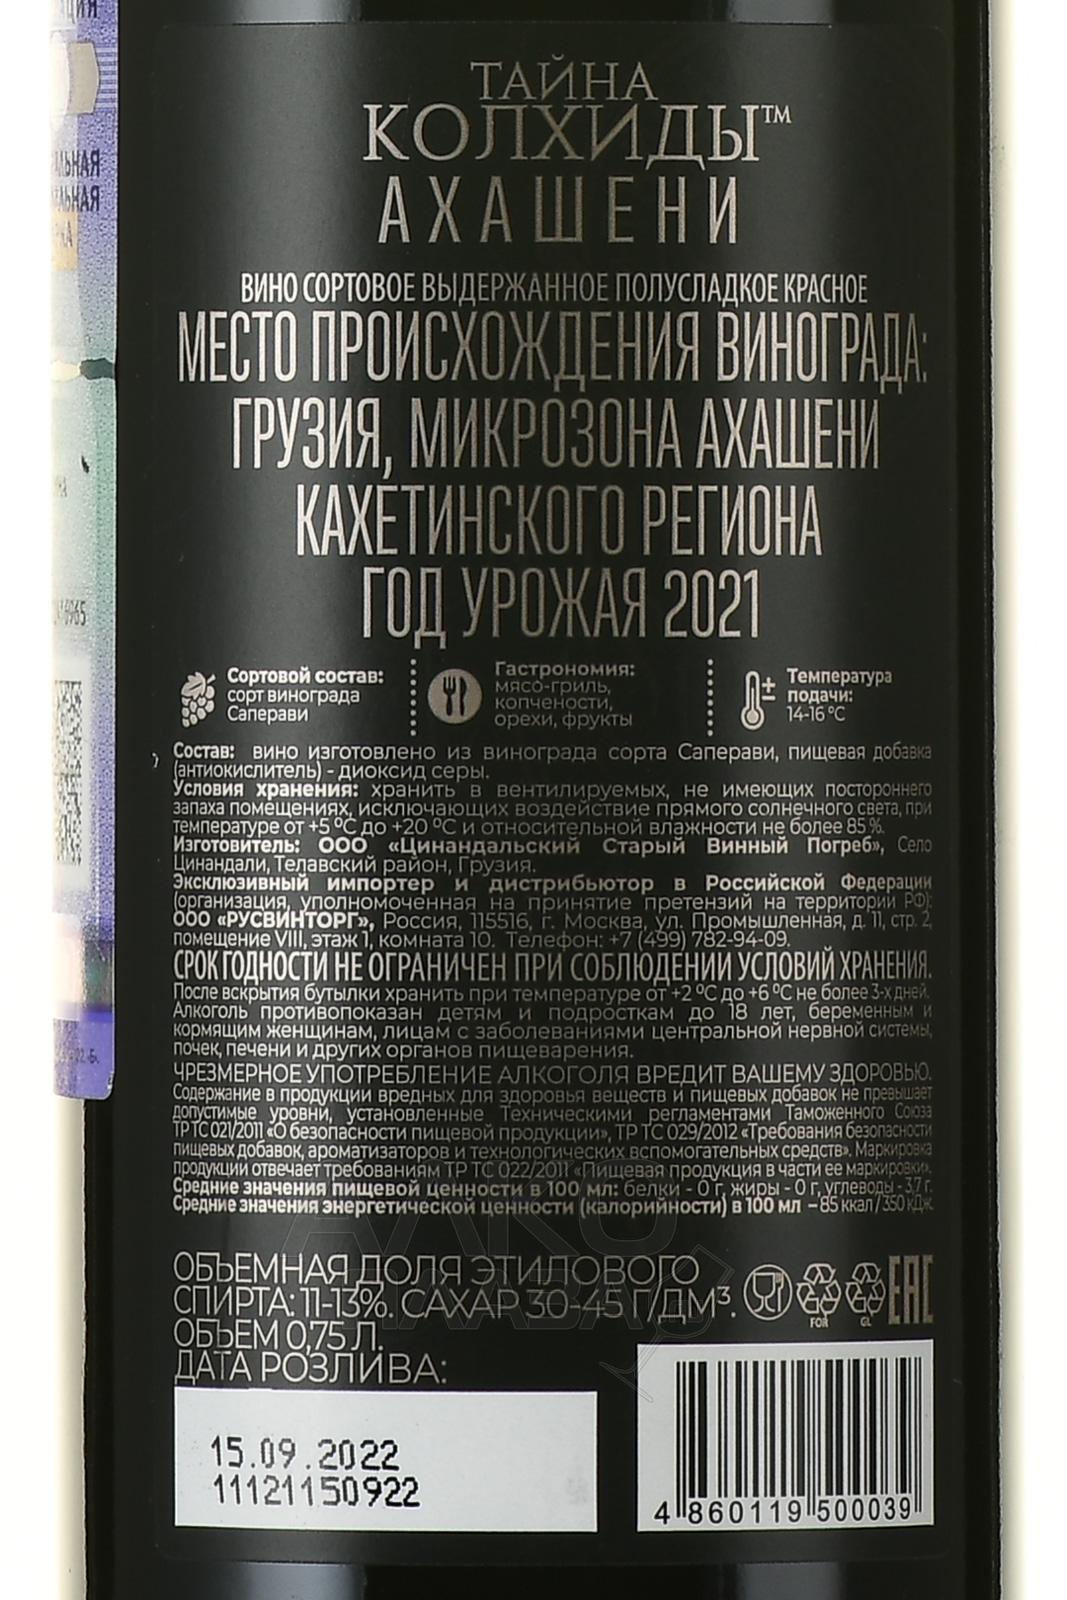 ТАЙНА
КОЛХИДЫ™
АХАШЕНИ
ВИНО СОРТОВОЕ ВЫДЕРЖАННОЕ ПОЛУСЛАДКОЕ КРАСНОЕ
МЕСТО ПРОИСХОЖДЕНИЯ ВИНОГРАДА:
ГРУЗИЯ, МИКРОЗОНА АХАШЕНИ
КАХЕТИНСКОГО РЕГИОНА
ГОД УРОЖАЯ 2021
Сортовой состав:
сорт винограда
Саперави
Гастрономия:
мясо-гриль,
копчености,
орехи, фрукты
Температура
подачи:
14-16 °C
Состав: вино изготовлено из винограда сорта Саперави, пищевая добавка
(антиокислитель) - диоксид серы.
Условия хранения: хранить в вентилируемых, не имеющих постороннего
запаха помещениях, исключающих воздействие прямого солнечного света, при
температуре от +5 °C до +20 °C и относительной влажности не более 85 %.
Изготовитель: ООО «Цинандальский Старый Винный Погреб», Село
Цинандали, Телавский район, Грузия.
Эксклюзивный импортер и дистрибьютор в Российской Федерации
(организация, уполномоченная на принятие претензий на территории РФ):
ООО «РУСВИНТОРГ», Россия, 115516, г. Москва, ул. Промышленная, д. 11, стр. 2,
помещение VIII, этаж 1, комната 10. Телефон: +7 (499) 782-94-09.
СРОК ГОДНОСТИ НЕ ОГРАНИЧЕН ПРИ СОБЛЮДЕНИИ УСЛОВИЙ ХРАНЕНИЯ.
После вскрытия бутылки хранить при температуре от +2 °C до +6 °C не более 3-х дней.
Алкоголь противопоказан детям и подросткам до 18 лет, беременным и
кормящим женщинам, лицам с заболеваниями центральной нервной системы,
почек, печени и других органов пищеварения.
ЧРЕЗМЕРНОЕ УПОТРЕБЛЕНИЕ АЛКОГОЛЯ ВРЕДИТ ВАШЕМУ ЗДОРОВЬЮ.
Содержание в продукции вредных для здоровья веществ и пищевых добавок не превышает
допустимые уровни, установленные Техническими регламентами Таможенного Союза
ТР ТС 021/2011 «О безопасности пищевой продукции», ТР ТС 029/2012 «Требования безопасности
пищевых добавок, ароматизаторов и технологических вспомогательных средств». Маркировка
продукции отвечает требованиям ТР ТС 022/2011 «Пищевая продукция в части ее маркировки».
Средние значения пищевой ценности в 100 мл: белки - 0 г, жиры - 0 г, углеводы - 3,7 г.
Средние значения энергетической ценности (калорийности) в 100 мл – 85 ккал / 350 кДж.
ОБЪЕМНАЯ ДОЛЯ ЭТИЛОВОГО
СПИРТА: 11-13%. САХАР 30-45 Г/ДМ³.
ОБЪЕМ 0,75 Л.
ДАТА РОЗЛИВА:
FOR
GL
EAC
15.09.2022
11121150922
4 860119 500039